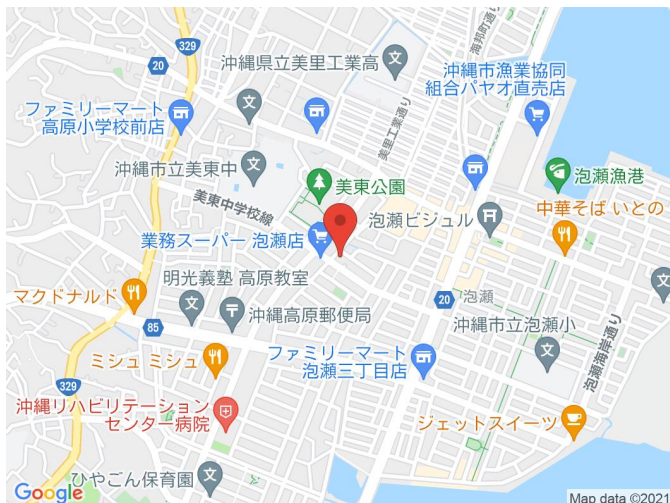 329
海邦町通り
20
沖縄県立美里工業高
沖縄市漁業協同
組合パヤオ直売店
ファミリーマート
高原小学校前店
美里工業通り
沖縄市立美東中
泡瀬漁港
美東公園
美東中学校線
泡瀬ビジュル
中華そば いとの
業務スーパー 泡瀬店
明光義塾 高原教室
マクドナルド
20
泡瀬
沖縄高原郵便局
85
沖縄市立泡瀬小
泡瀬海岸通り
ミシュ ミシュ
ファミリーマート
泡瀬三丁目店
329
沖縄リハビリテーション
センター病院
ジェットスイーツ
ひやごん保育園
Google
Map data ©2021